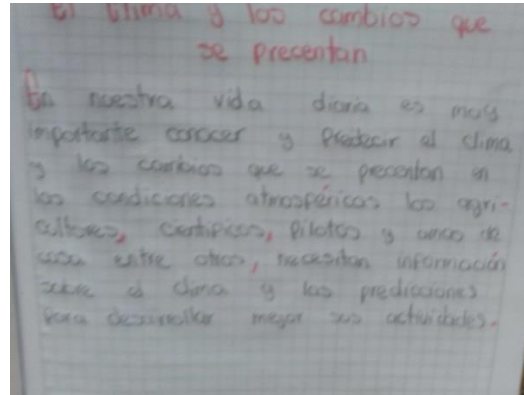 El Clima y los cambios que
se precentan
En nuestra vida diaria es muy
importante conocer y Predecir el clima
y los cambios que se precentan en
las condiciones atmosféricas los agri-
cultores, científicos, Pilotos y amas de
casa entre otros, necesitan información
sobre el clima y las predicciones
Para desarrollar mejor sus actividades.